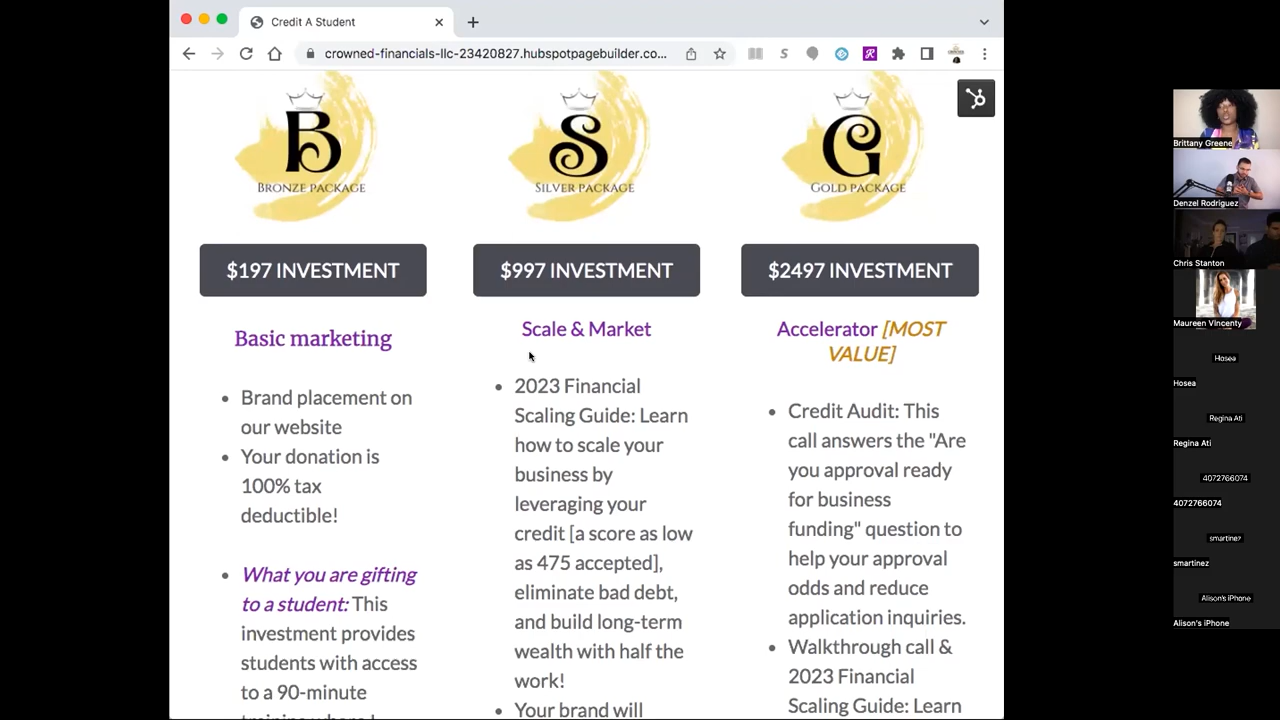 Credit A Student
crowned-financials-llc-23420827.hubspotpagebuilder.co...
B
BRONZE PACKAGE
S
SILVER PACKAGE
G
GOLD PACKAGE
$197 INVESTMENT
$997 INVESTMENT
$2497 INVESTMENT
Basic marketing
Brand placement on
our website
Your donation is
100% tax
deductible!
What you are gifting
to a student: This
investment provides
students with access
to a 90-minute
Scale & Market
2023 Financial
Scaling Guide: Learn
how to scale your
business by
leveraging your
credit [a score as low
as 475 accepted],
eliminate bad debt,
and build long-term
wealth with half the
work!
Your brand will
Accelerator [MOST
VALUE]
Credit Audit: This
call answers the "Are
you approval ready
for business
funding" question to
help your approval
odds and reduce
application inquiries.
Walkthrough call &
2023 Financial
Scaling Guide: Learn
Brittany Greene
Denzel Rodriguez
Chris Stanton
Maureen Vincenty
Hosea
Hosea
Regina Ati
Regina Ati
4072766074
4072766074
smartinez
smartinez
Alison's iPhone
Alison's iPhone